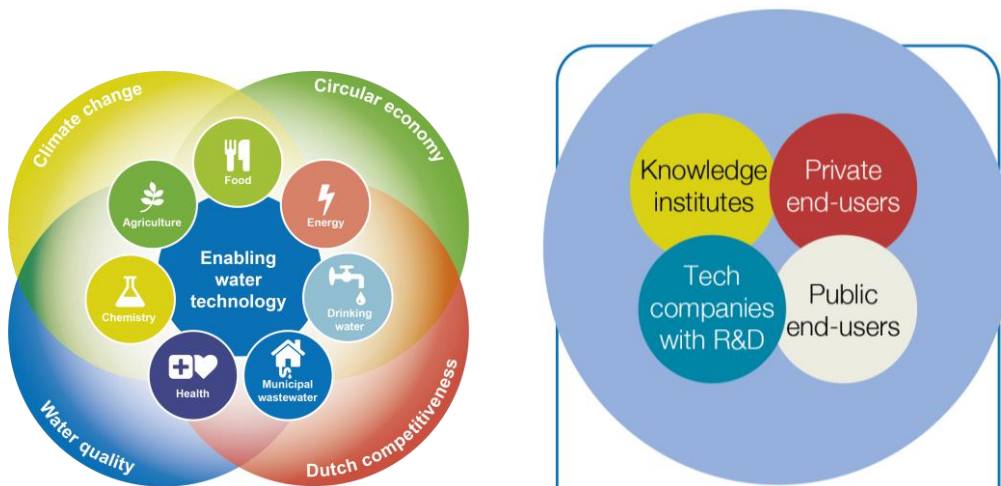 Climate change
Circular economy
Food
Agriculture
Energy
Enabling
water
technology
Chemistry
Drinking
water
Health
Municipal
wastewater
Water quality
Dutch competitiveness
Knowledge
institutes
Private
end-users
Tech
companies
with R&D
Public
end-users